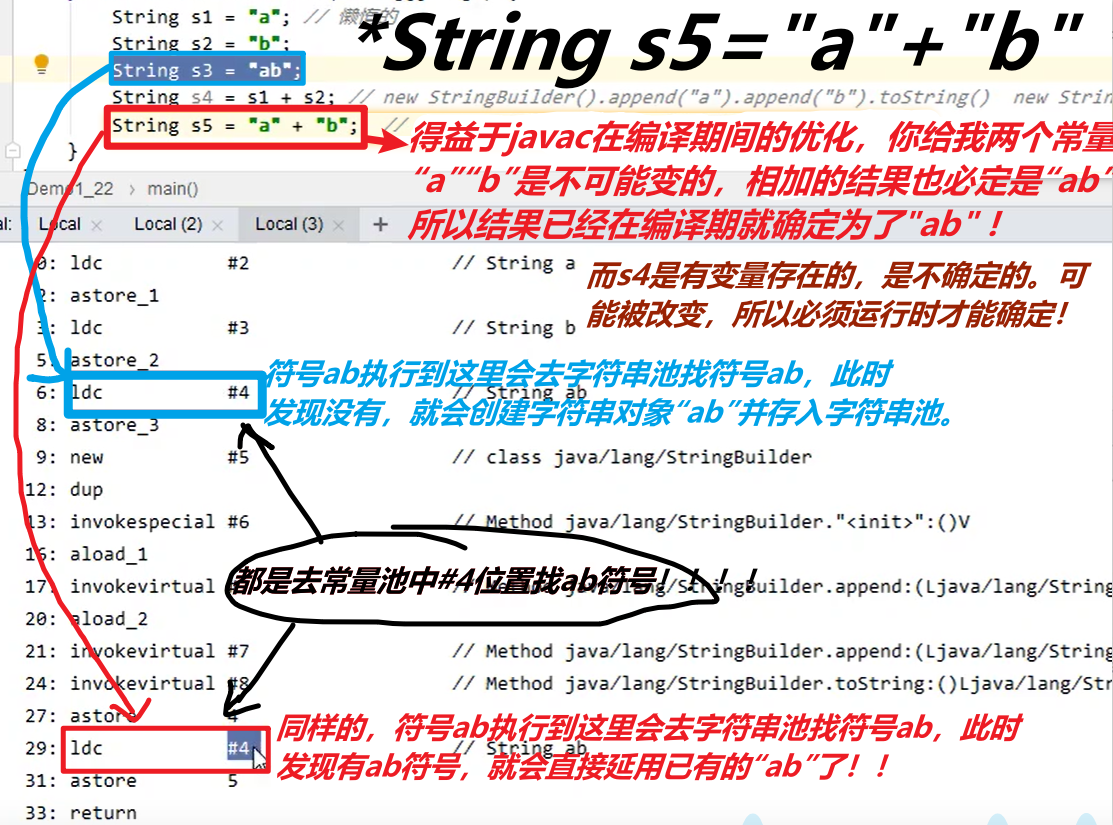 String s1 = "a"; // 懒惰的
String s2 = "b";
*String s5="a"+"b"
String s3 = "ab";
String s4 = s1 + s2; // new StringBuilder().append("a").append("b").toString()  new Strin
String s5 = "a" + "b"; //
得益于javac在编译期间的优化，你给我两个常量
“a”“b”是不可能变的，相加的结果也必定是“ab”
所以结果已经在编译期就确定为了"ab"！
}
Demo1_22 › main()
al: Local × Local (2) × Local (3) × +
而s4是有变量存在的，是不确定的。可
能被改变，所以必须运行时才能确定！
0: ldc #2 // String a
2: astore_1
3: ldc #3 // String b
5: astore_2
符号ab执行到这里会去字符串池找符号ab，此时
发现没有，就会创建字符串对象“ab”并存入字符串池。
6: ldc #4 // String ab
8: astore_3
9: new #5 // class java/lang/StringBuilder
12: dup
13: invokespecial #6 // Method java/lang/StringBuilder."<init>":()V
16: aload_1
都是去常量池中#4位置找ab符号！！！！
17: invokevirtual // Method java/lang/StringBuilder.append:(Ljava/lang/String
20: aload_2
21: invokevirtual #7 // Method java/lang/StringBuilder.append:(Ljava/lang/String
24: invokevirtual #8 // Method java/lang/StringBuilder.toString:()Ljava/lang/Str
27: astore 4
同样的，符号ab执行到这里会去字符串池找符号ab，此时
发现有ab符号，就会直接延用已有的“ab”了！！
29: ldc #4 // String ab
31: astore 5
33: return